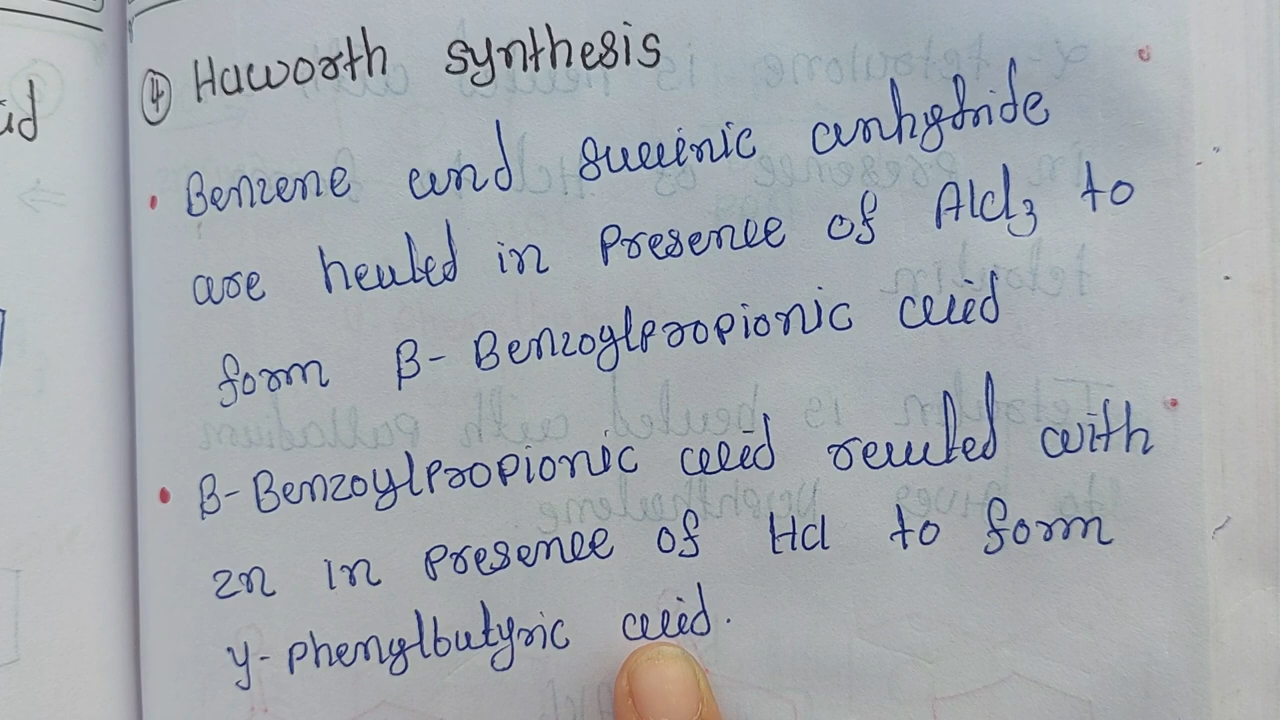 ④ Haworth synthesis
• Benzene and succinic anhydride
are heated in presence of AlCl3 to
form β- Benzoylpropionic acid
• β-Benzoylpropionic acid reacted with
zn in presence of Hcl to form
γ- phenylbutyric acid.